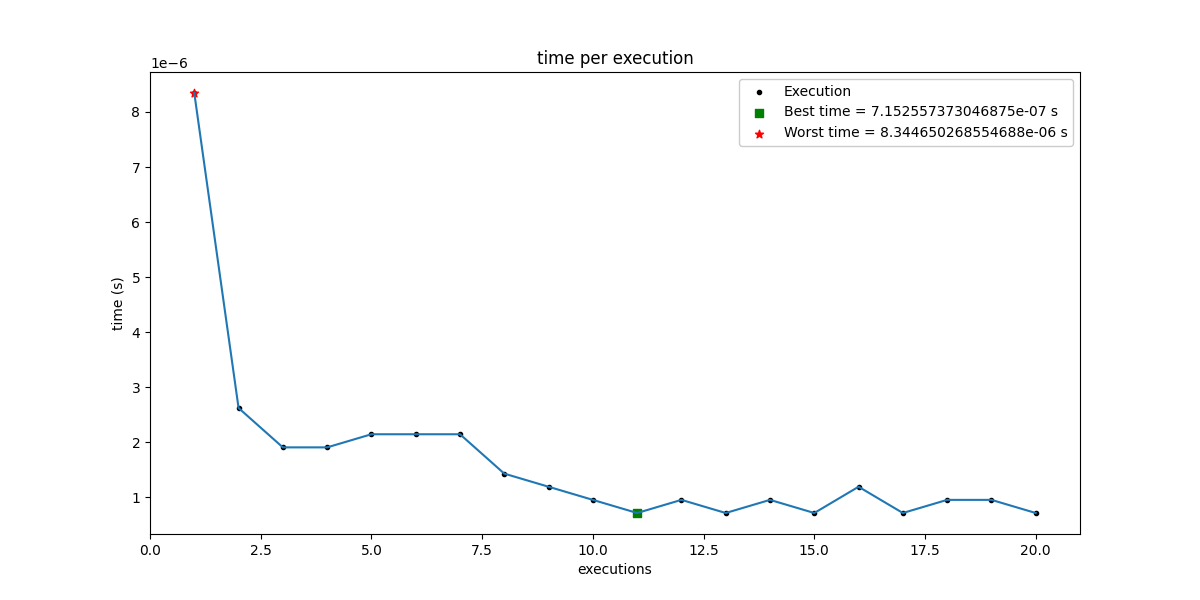 time per execution
1e−6
Execution
Best time = 7.152557373046875e-07 s
Worst time = 8.344650268554688e-06 s
8
7
6
5
4
3
2
1
time (s)
0.0 2.5 5.0 7.5 10.0 12.5 15.0 17.5 20.0
executions